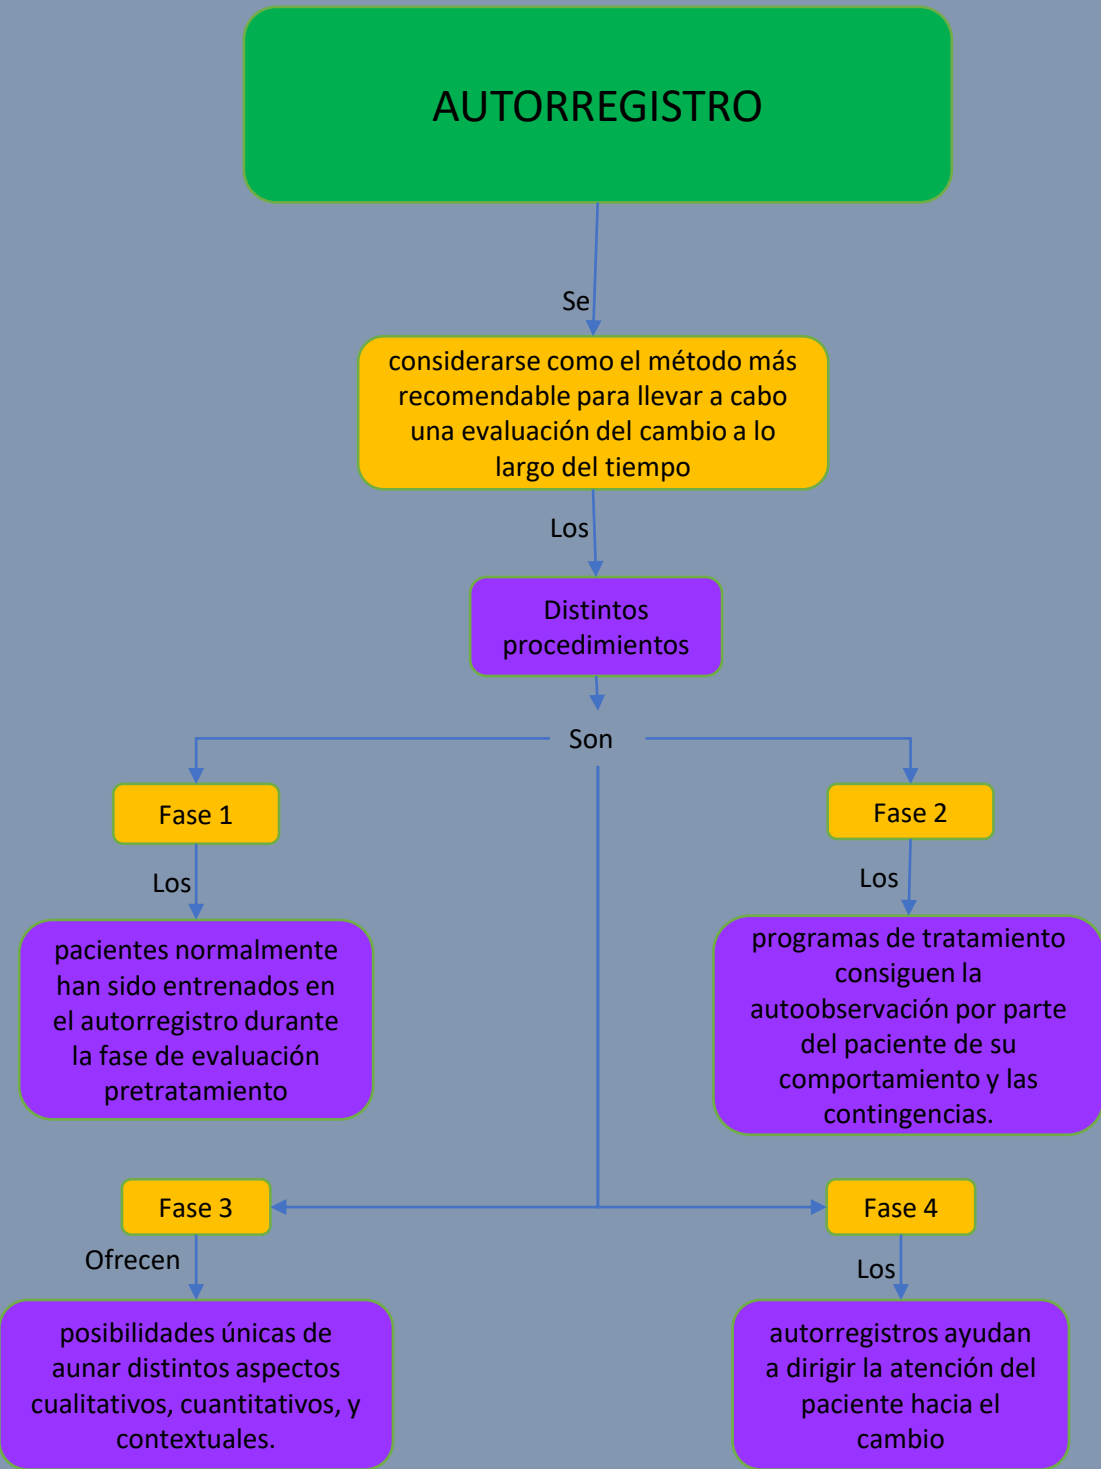 AUTORREGISTRO
Se
considerarse como el método más
recomendable para llevar a cabo
una evaluación del cambio a lo
largo del tiempo
Los
Distintos
procedimientos
Son
Fase 1
Los
pacientes normalmente
han sido entrenados en
el autorregistro durante
la fase de evaluación
pretratamiento
Fase 2
Los
programas de tratamiento
consiguen la
autoobservación por parte
del paciente de su
comportamiento y las
contingencias.
Fase 3
Ofrecen
posibilidades únicas de
aunar distintos aspectos
cualitativos, cuantitativos, y
contextuales.
Fase 4
Los
autorregistros ayudan
a dirigir la atención del
paciente hacia el
cambio